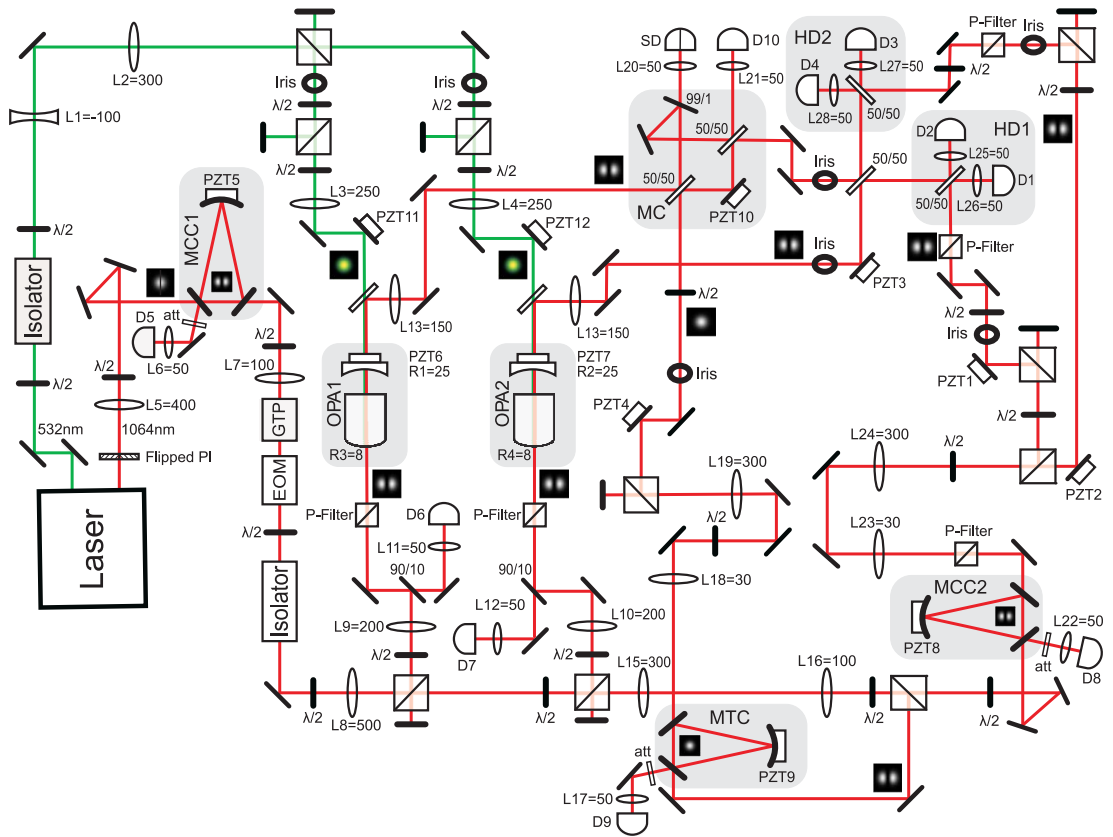 SD
D10
HD2
D3
P-Filter
Iris
L2=300
Iris
Iris
L20=50
L21=50
D4
L27=50
λ/2
λ/2
L1=-100
λ/2
λ/2
99/1
L28=50
50/50
D2
HD1
50/50
L25=50
λ/2
λ/2
Iris
50/50
D1
PZT5
L3=250
L4=250
50/50
MC
PZT10
50/50
L26=50
MCC1
PZT11
PZT12
P-Filter
λ/2
Iris
PZT3
Isolator
D5
att
L13=150
L13=150
λ/2
λ/2
Iris
L6=50
λ/2
L7=100
PZT6
R1=25
PZT7
R2=25
Iris
PZT1
λ/2
λ/2
L5=400
OPA1
OPA2
PZT4
λ/2
532nm
1064nm
GTP
L24=300
λ/2
Flipped PI
R3=8
R4=8
L19=300
PZT2
EOM
Laser
P-Filter
D6
P-Filter
λ/2
L23=30
P-Filter
λ/2
L11=50
Isolator
90/10
90/10
L18=30
MCC2
L12=50
L9=200
L10=200
L22=50
PZT8
λ/2
D7
λ/2
att
D8
L15=300
L16=100
λ/2
L8=500
λ/2
λ/2
λ/2
MTC
att
PZT9
L17=50
D9